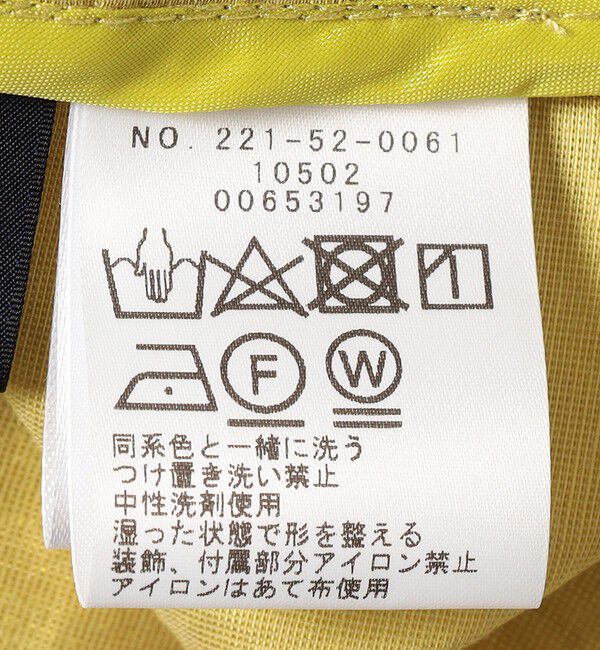 NO. 221-52-0061
10502
00653197
F W
同系色と一緒に洗う
つけ置き洗い禁止
中性洗剤使用
湿った状態で形を整える
装飾、付属部分アイロン禁止
アイロンはあて布使用